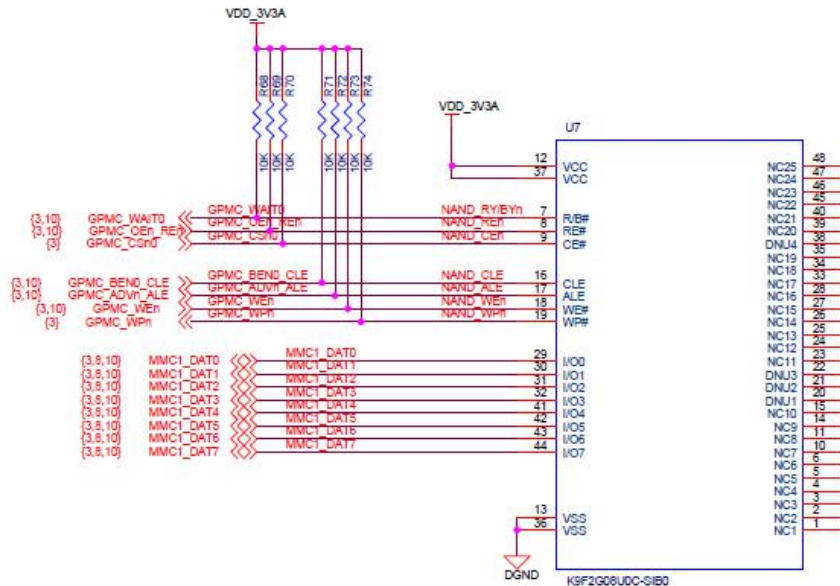 VDD_3V3A
R68 R69 R70 R71 R72 R73 R74
10K 10K 10K 10K 10K 10K 10K
VDD_3V3A
U7
12 VCC NC25 48
37 VCC NC24 47
NC23 46
NC22 45
{3,10} GPMC_WAIT0 GPMC_WAIT0 NAND_RY/BYn 7 R/B# NC21 40
{3,10} GPMC_OEn_REn GPMC_OEn_REn NAND_REn 8 RE# NC20 39
{3} GPMC_CSn0 GPMC_CSn0 NAND_CEn 9 CE# DNU4 38
NC19 35
NC18 34
{3,10} GPMC_BEN0_CLE GPMC_BEN0_CLE NAND_CLE 16 CLE NC17 33
{3,10} GPMC_ADVn_ALE GPMC_ADVn_ALE NAND_ALE 17 ALE NC16 28
{3,10} GPMC_WEn GPMC_WEn NAND_WEn 18 WE# NC15 27
{3} GPMC_WPn GPMC_WPn NAND_WPn 19 WP# NC14 26
NC13 25
NC12 24
{3,8,10} MMC1_DAT0 MMC1_DAT0 29 I/O0 NC11 23
{3,8,10} MMC1_DAT1 MMC1_DAT1 30 I/O1 DNU3 22
{3,8,10} MMC1_DAT2 MMC1_DAT2 31 I/O2 DNU2 21
{3,8,10} MMC1_DAT3 MMC1_DAT3 32 I/O3 DNU1 20
{3,8,10} MMC1_DAT4 MMC1_DAT4 41 I/O4 NC10 15
{3,8,10} MMC1_DAT5 MMC1_DAT5 42 I/O5 NC9 14
{3,8,10} MMC1_DAT6 MMC1_DAT6 43 I/O6 NC8 11
{3,8,10} MMC1_DAT7 MMC1_DAT7 44 I/O7 NC7 10
NC6 6
NC5 5
NC4 4
NC3 3
13 VSS NC2 2
36 VSS NC1 1
DGND
K9F2G08U0C-SIB0